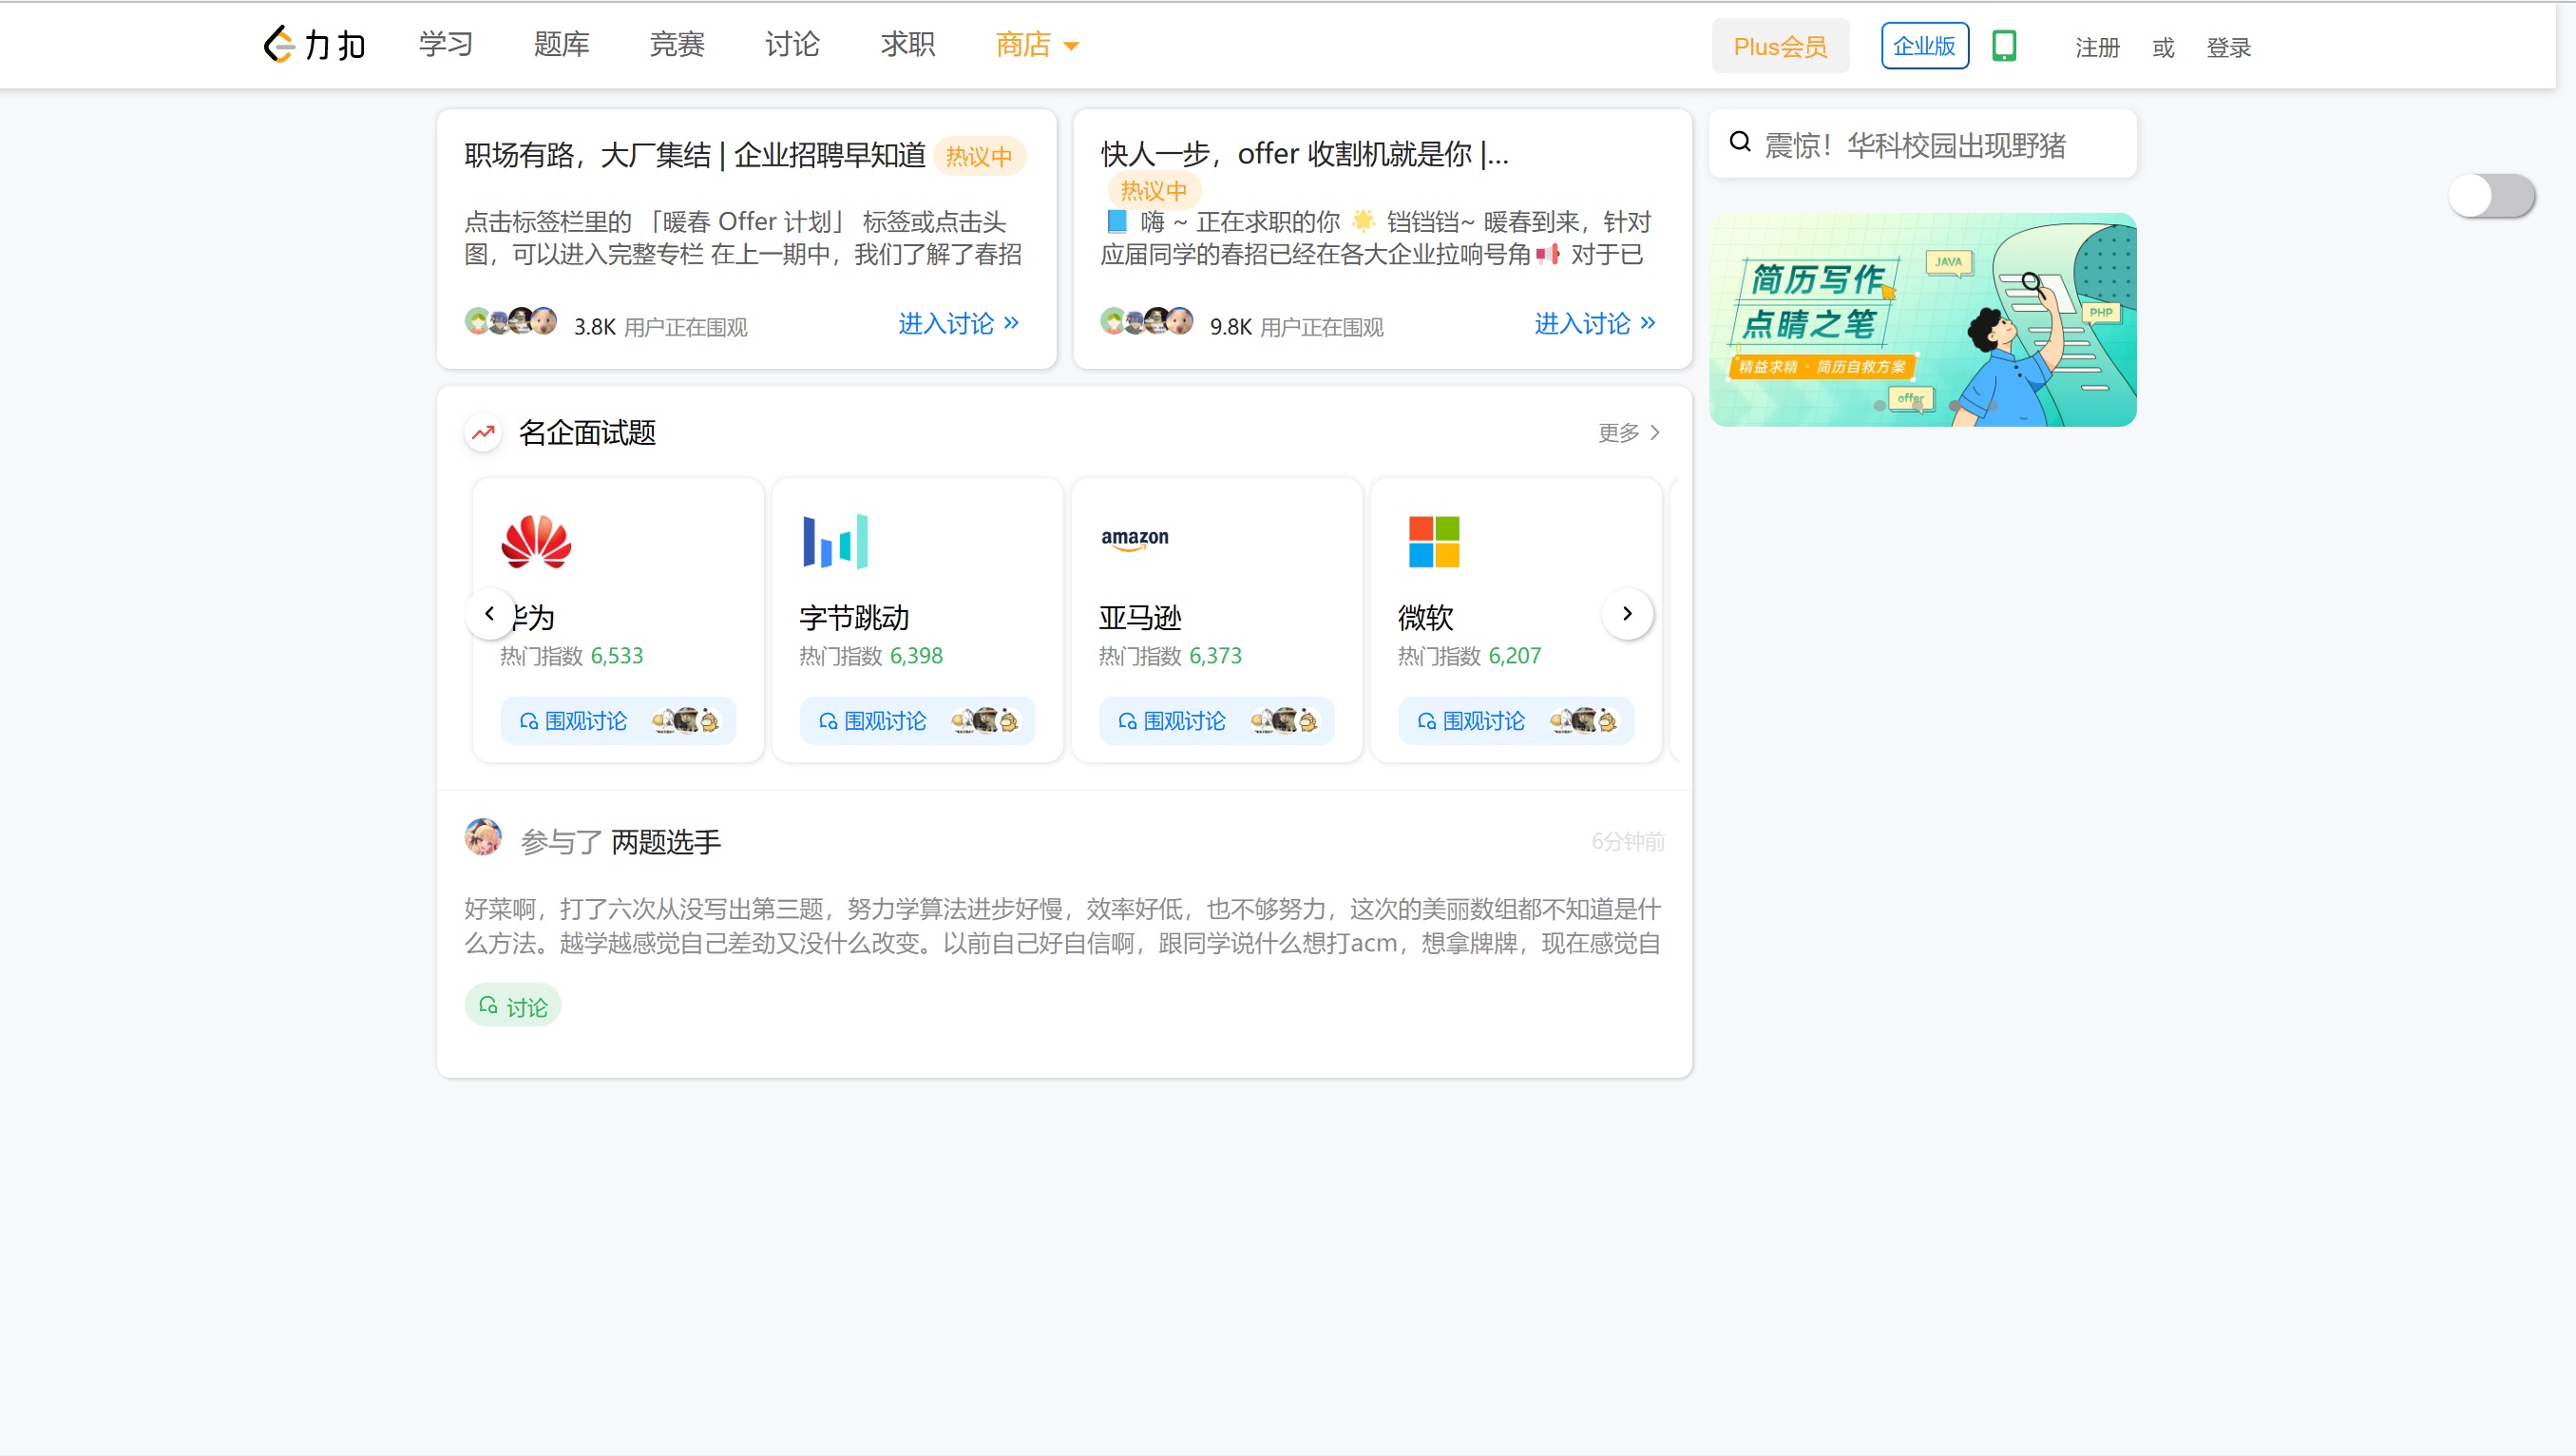 力扣 学习 题库 竞赛 讨论 求职 商店 Plus会员 企业版 注册 或 登录
职场有路，大厂集结 | 企业招聘早知道 热议中
点击标签栏里的 「暖春 Offer 计划」 标签或点击头
图，可以进入完整专栏 在上一期中，我们了解了春招
3.8K 用户正在围观 进入讨论 »
快人一步，offer 收割机就是你 |...
热议中
📘 嗨 ~ 正在求职的你 🌟 铛铛铛~ 暖春到来，针对
应届同学的春招已经在各大企业拉响号角📢 对于已
9.8K 用户正在围观 进入讨论 »
震惊！华科校园出现野猪
简历写作
点睛之笔
精益求精 · 简历自救方案
JAVA
PHP
offer
名企面试题 更多
华为
热门指数 6,533
围观讨论
字节跳动
热门指数 6,398
围观讨论
amazon
亚马逊
热门指数 6,373
围观讨论
微软
热门指数 6,207
围观讨论
参与了 两题选手 6分钟前
好菜啊，打了六次从没写出第三题，努力学算法进步好慢，效率好低，也不够努力，这次的美丽数组都不知道是什
么方法。越学越感觉自己差劲又没什么改变。以前自己好自信啊，跟同学说什么想打acm，想拿牌牌，现在感觉自
讨论